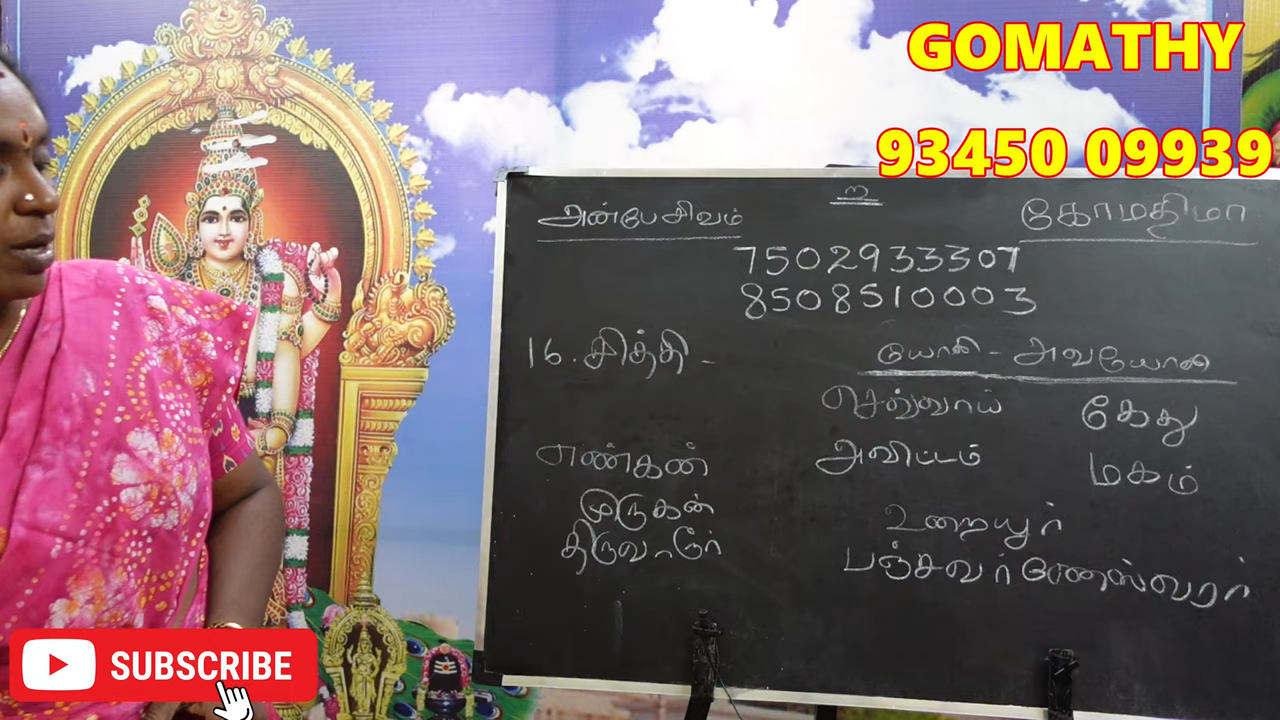 GOMATHY
93450 09939
உ
அன்பேசிவம்
கோமதிமா
7502933307
8508510003
16. சித்தி -
யோகி - அவயோகி
செவ்வாய் கேது
எண்கண் அவிட்டம் மகம்
முருகன் உறையூர்
திருவாரூர் பஞ்சவர்ணேஸ்வரர்
SUBSCRIBE